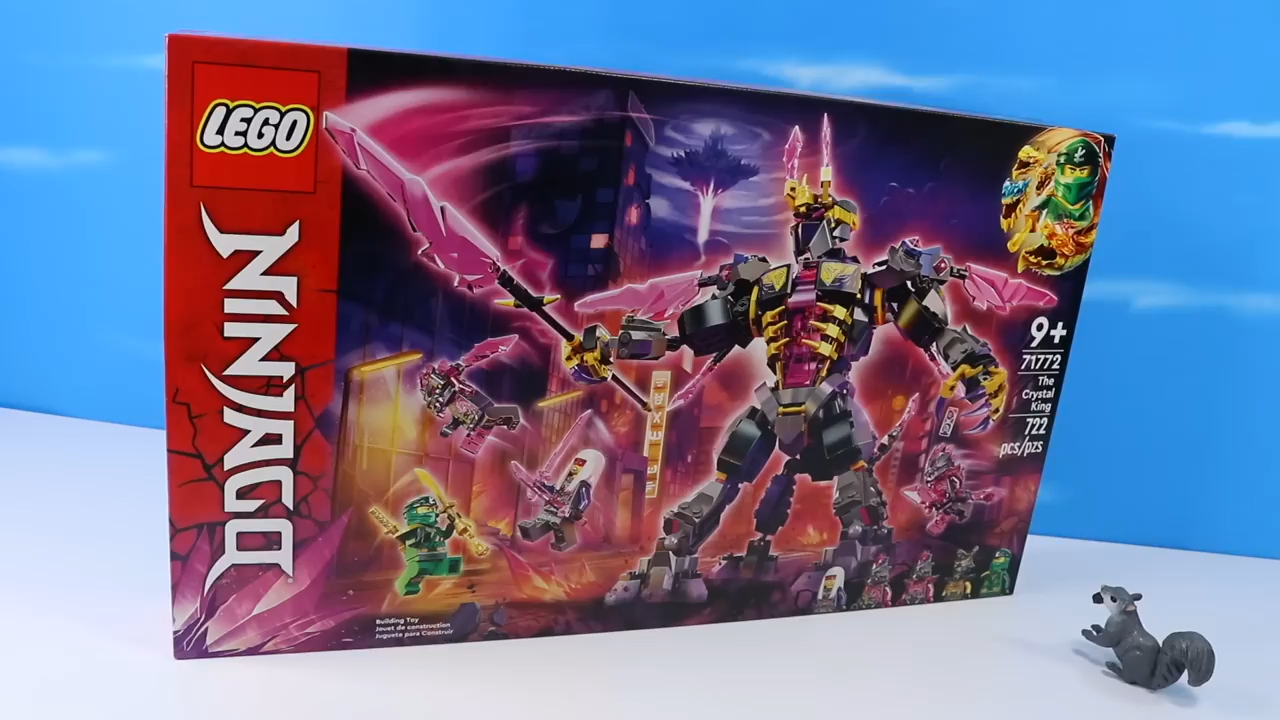 LEGO
NINJAGO
9+
71772
The
Crystal
King
722
pcs/pzs
Building Toy
Jouet de construction
Juguete para Construir